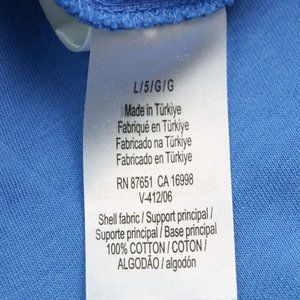 L/5/G/G
Made in Türkiye
Fabriqué en Türkiye
Fabricado na Türkiye
Fabricado en Türkiye
RN 87651 CA 16998
V-412/06
Shell fabric / Support principal /
Suporte principal / Base principal
100% COTTON / COTON /
ALGODÃO / algodón